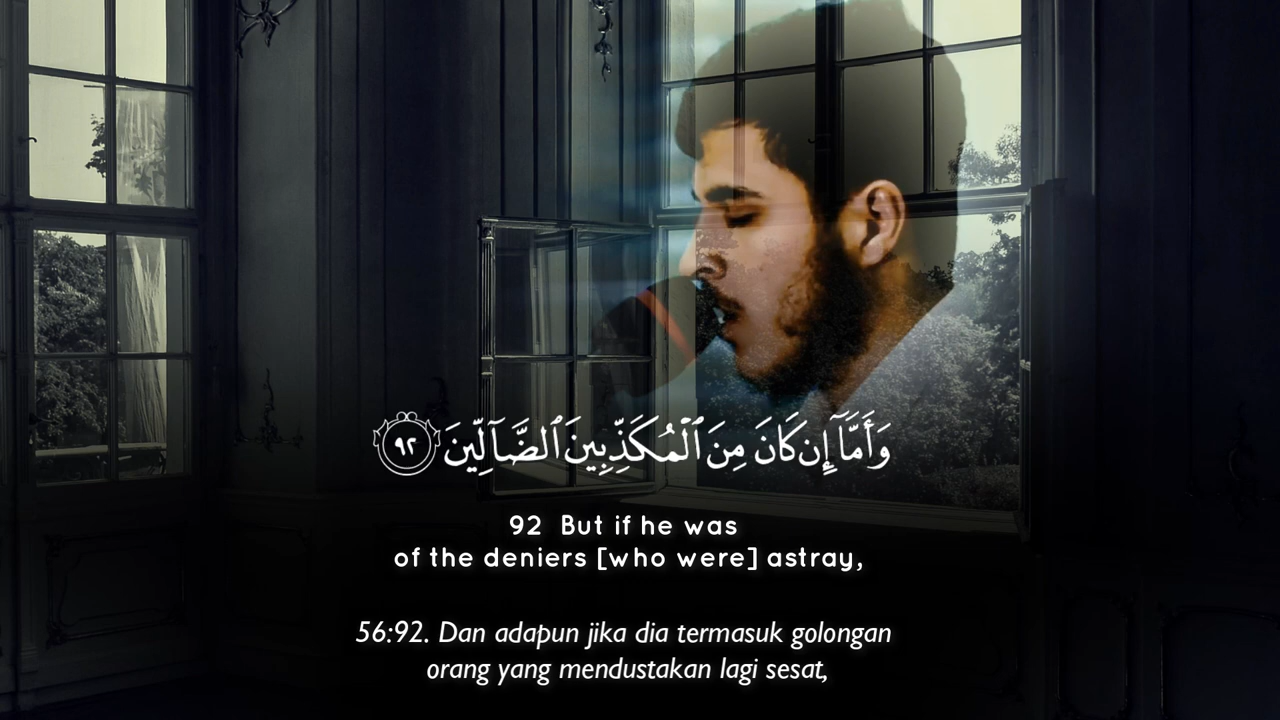 وَأَمَّآ إِن كَانَ مِنَ ٱلْمُكَذِّبِينَ ٱلضَّآلِّينَ ٩٢
92 But if he was
of the deniers [who were] astray,
56:92. Dan adapun jika dia termasuk golongan
orang yang mendustakan lagi sesat,